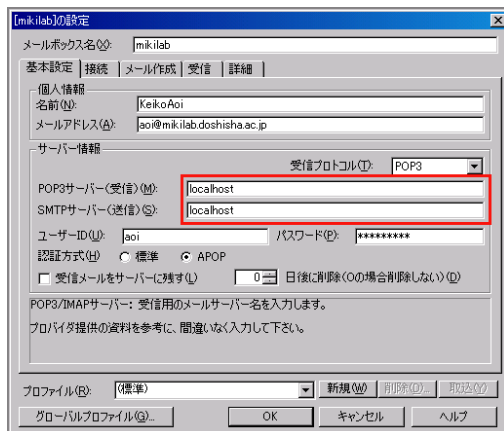 [mikilab]の設定
メールボックス名(X): mikilab
基本設定 接続 メール作成 受信 詳細
個人情報
名前(N): KeikoAoi
メールアドレス(A): aoi@mikilab.doshisha.ac.jp
サーバー情報
受信プロトコル(T): POP3
POP3サーバー(受信)(M): localhost
SMTPサーバー(送信)(S): localhost
ユーザーID(U): aoi パスワード(P): *********
認証方式(H) 標準 APOP
受信メールをサーバーに残す(L) 0 日後に削除(0の場合削除しない)(D)
POP3/IMAPサーバー: 受信用のメールサーバー名を入力します。
プロバイダ提供の資料を参考に、間違いなく入力して下さい。
プロファイル(R): (標準) 新規(W) 削除(O)... 取込(Y)
グローバルプロファイル(G)... OK キャンセル ヘルプ